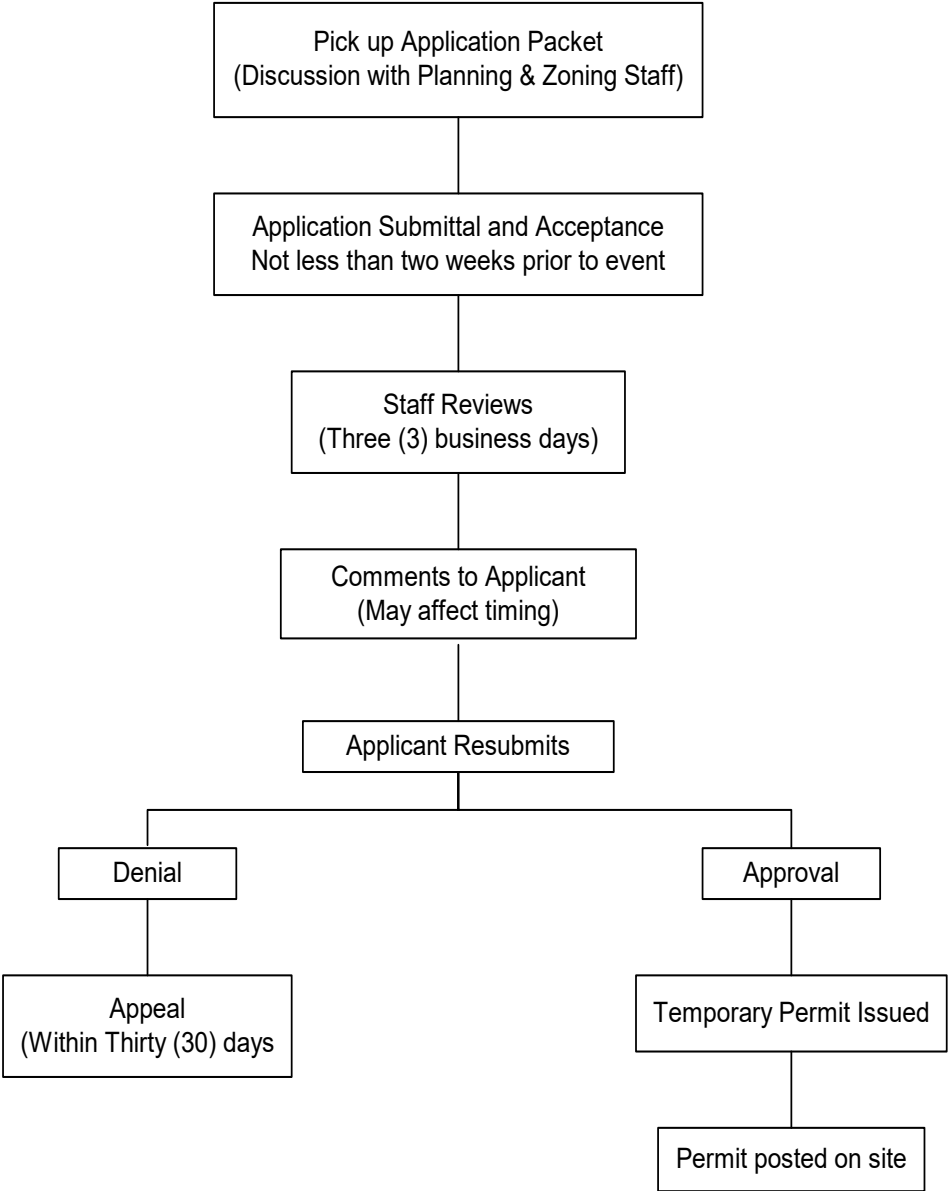 Pick up Application Packet
(Discussion with Planning & Zoning Staff)
Application Submittal and Acceptance
Not less than two weeks prior to event
Staff Reviews
(Three (3) business days)
Comments to Applicant
(May affect timing)
Applicant Resubmits
Denial
Approval
Appeal
(Within Thirty (30) days
Temporary Permit Issued
Permit posted on site